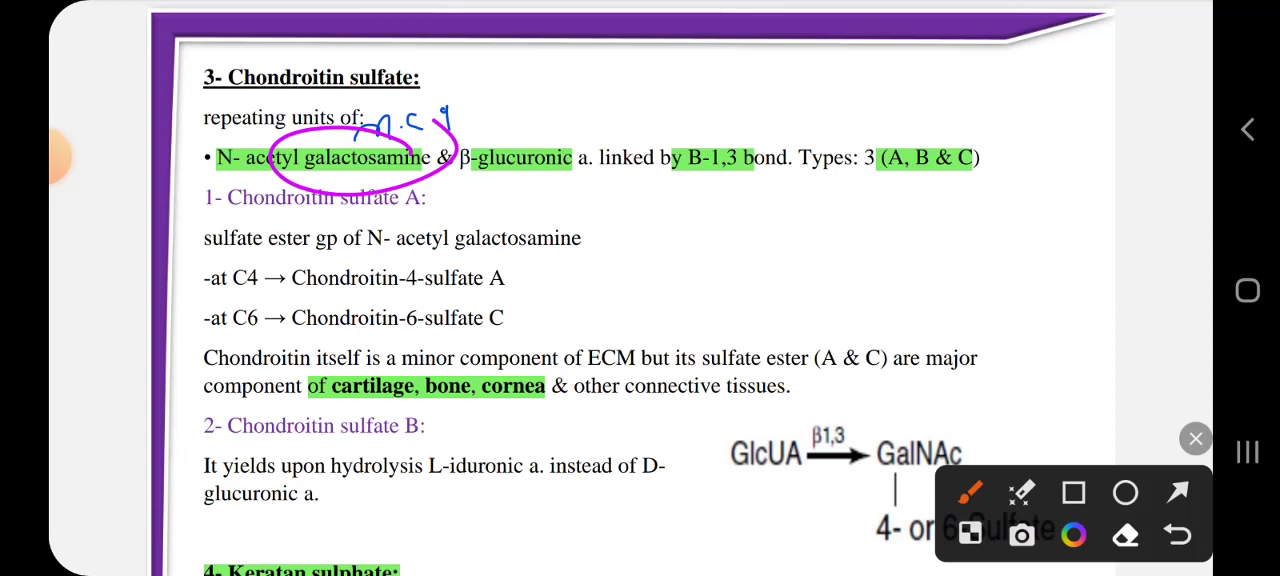 3- Chondroitin sulfate:
repeating units of:
• N- acetyl galactosamine & β-glucuronic a. linked by B-1,3 bond. Types: 3 (A, B & C)
1- Chondroitin sulfate A:
sulfate ester gp of N- acetyl galactosamine
-at C4 → Chondroitin-4-sulfate A
-at C6 → Chondroitin-6-sulfate C
Chondroitin itself is a minor component of ECM but its sulfate ester (A & C) are major
component of cartilage, bone, cornea & other connective tissues.
2- Chondroitin sulfate B:
It yields upon hydrolysis L-iduronic a. instead of D-
glucuronic a.
β1,3
GlcUA → GalNAc
4- or 6-Sulfate
4- Keratan sulphate: